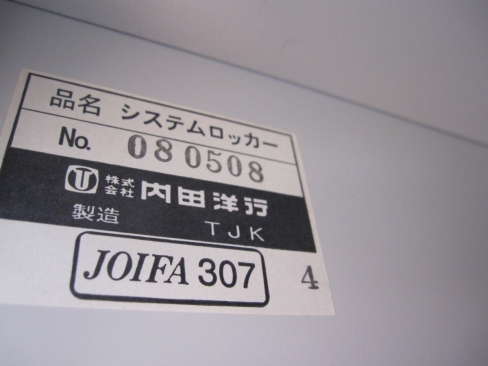 品名 システムロッカー
No. 080508
株式会社 内田洋行
製造 TJK
JOIFA 307 4